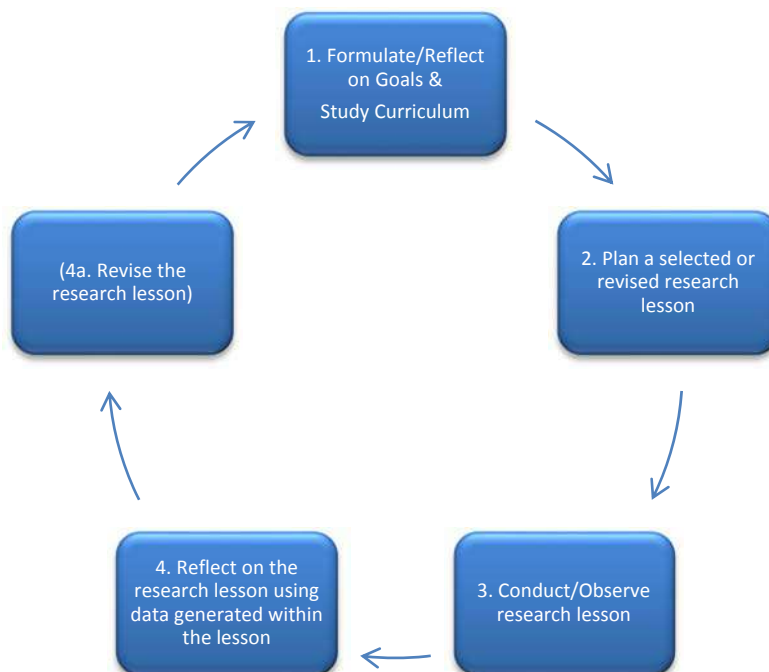 1. Formulate/Reflect
on Goals &
Study Curriculum
2. Plan a selected or
revised research
lesson
3. Conduct/Observe
research lesson
4. Reflect on the
research lesson using
data generated within
the lesson
(4a. Revise the
research lesson)